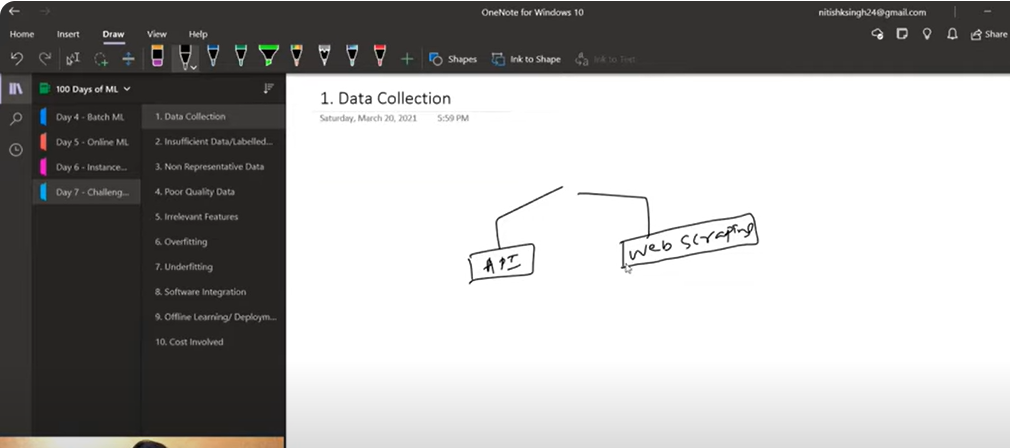 OneNote for Windows 10
nitishksingh24@gmail.com
Home Insert Draw View Help
Share
Shapes Ink to Shape Ink to Text
100 Days of ML
Day 4 - Batch ML
Day 5 - Online ML
Day 6 - Instance...
Day 7 - Challeng...
1. Data Collection
2. Insufficient Data/Labelled...
3. Non Representative Data
4. Poor Quality Data
5. Irrelevant Features
6. Overfitting
7. Underfitting
8. Software Integration
9. Offline Learning/ Deploym...
10. Cost Involved
1. Data Collection
Saturday, March 20, 2021 5:59 PM
API
Web Scraping